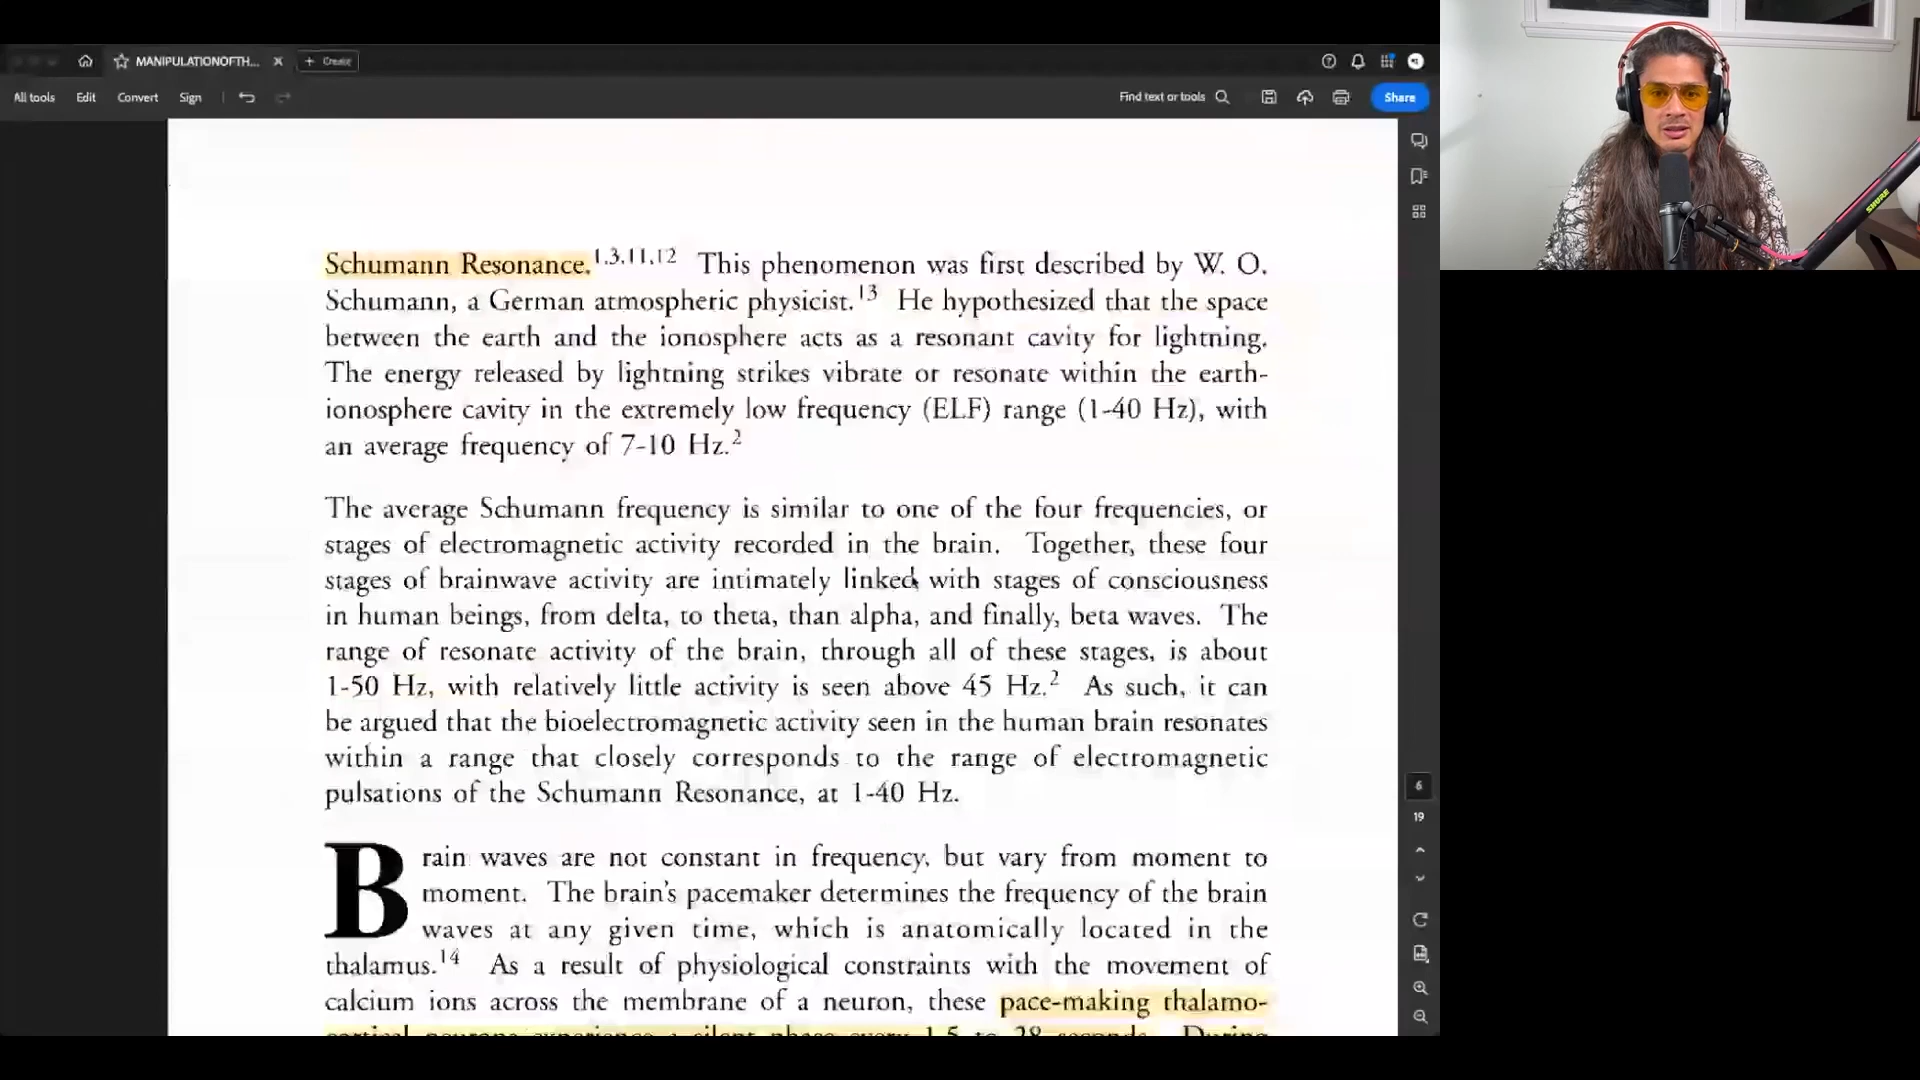 MANIPULATIONOFTH...
Create
All tools
Edit
Convert
Sign
Find text or tools
Share
Schumann Resonance.1,3,11,12 This phenomenon was first described by W. O.
Schumann, a German atmospheric physicist.13 He hypothesized that the space
between the earth and the ionosphere acts as a resonant cavity for lightning.
The energy released by lightning strikes vibrate or resonate within the earth-
ionosphere cavity in the extremely low frequency (ELF) range (1-40 Hz), with
an average frequency of 7-10 Hz.2
The average Schumann frequency is similar to one of the four frequencies, or
stages of electromagnetic activity recorded in the brain. Together, these four
stages of brainwave activity are intimately linked with stages of consciousness
in human beings, from delta, to theta, than alpha, and finally, beta waves. The
range of resonate activity of the brain, through all of these stages, is about
1-50 Hz, with relatively little activity is seen above 45 Hz.2 As such, it can
be argued that the bioelectromagnetic activity seen in the human brain resonates
within a range that closely corresponds to the range of electromagnetic
pulsations of the Schumann Resonance, at 1-40 Hz.
Brain waves are not constant in frequency, but vary from moment to
moment. The brain's pacemaker determines the frequency of the brain
waves at any given time, which is anatomically located in the
thalamus.14 As a result of physiological constraints with the movement of
calcium ions across the membrane of a neuron, these pace-making thalamo-
cortical neurons experience a silent phase every 1.5 to 28 seconds. During
6
19
SHURE